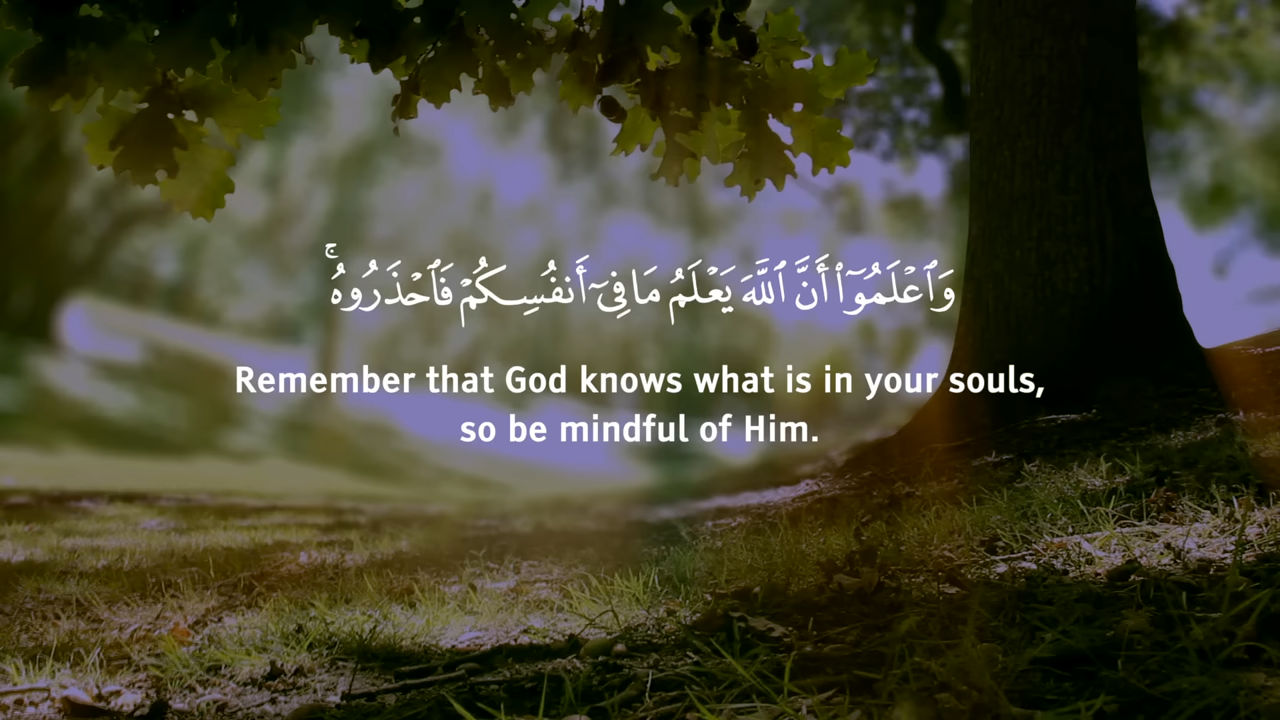 وَٱعْلَمُوٓا۟ أَنَّ ٱللَّهَ يَعْلَمُ مَا فِىٓ أَنفُسِكُمْ فَٱحْذَرُوهُ ۚ
Remember that God knows what is in your souls,
so be mindful of Him.